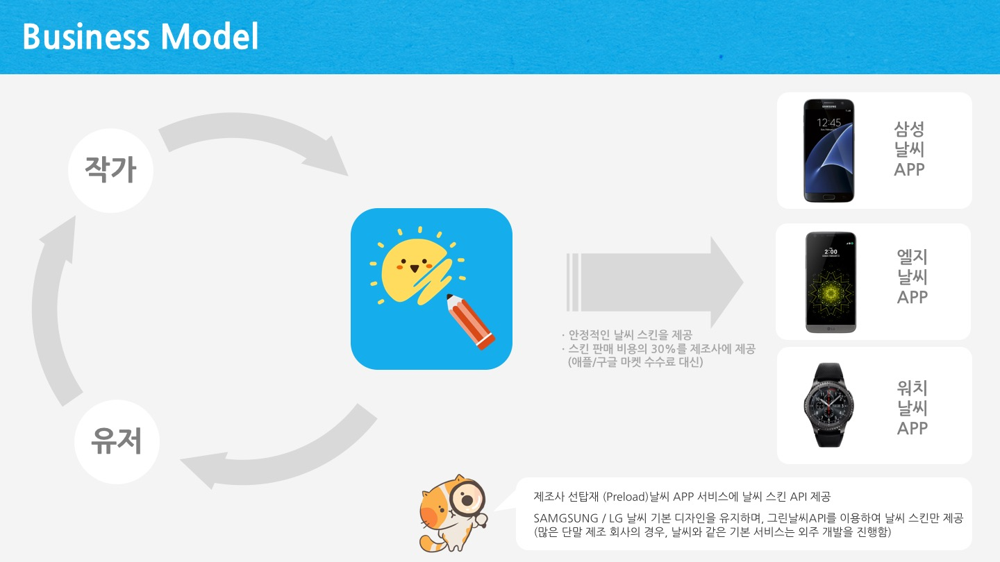 Business Model
작가
유저
· 안정적인 날씨 스킨을 제공
· 스킨 판매 비용의 30%를 제조사에 제공
(애플/구글 마켓 수수료 대신)
SAMSUNG
12:45
삼성
날씨
APP
2:00
LG
엘지
날씨
APP
워치
날씨
APP
제조사 선탑재 (Preload)날씨 APP 서비스에 날씨 스킨 API 제공
SAMGSUNG / LG 날씨 기본 디자인을 유지하며, 그린날씨API를 이용하여 날씨 스킨만 제공
(많은 단말 제조 회사의 경우, 날씨와 같은 기본 서비스는 외주 개발을 진행함)